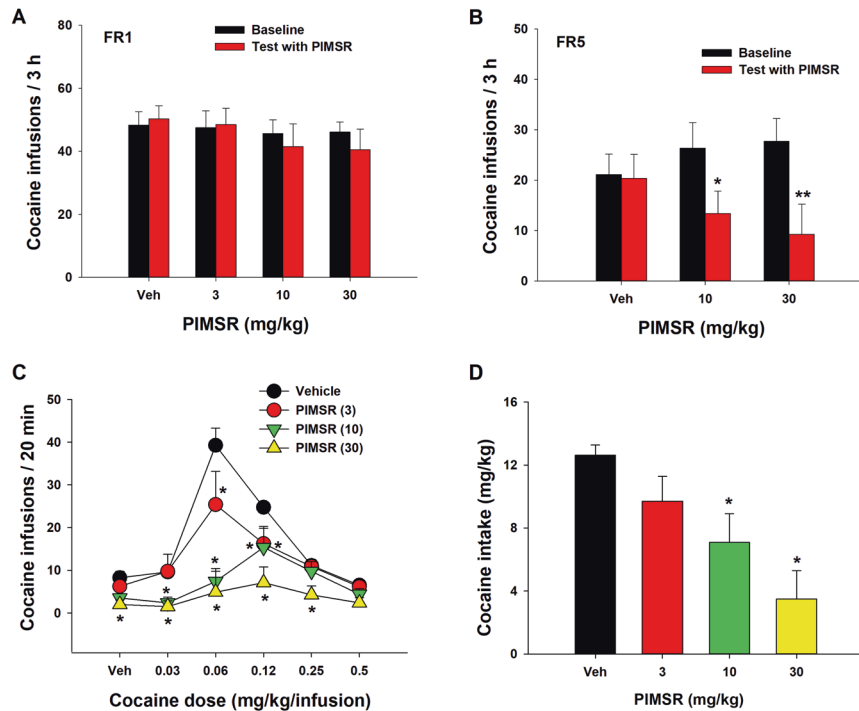 A
FR1
Baseline
Test with PIMSR
Cocaine infusions / 3 h
80
60
40
20
0
Veh 3 10 30
PIMSR (mg/kg)
B
FR5
Baseline
Test with PIMSR
Cocaine infusions / 3 h
50
40
30
20
10
0
*
**
Veh 10 30
PIMSR (mg/kg)
C
Vehicle
PIMSR (3)
PIMSR (10)
PIMSR (30)
Cocaine infusions / 20 min
50
40
30
20
10
0
*
* *
*
*
* * * * *
Veh 0.03 0.06 0.12 0.25 0.5
Cocaine dose (mg/kg/infusion)
D
Cocaine intake (mg/kg)
16
12
8
4
0
*
*
Veh 3 10 30
PIMSR (mg/kg)